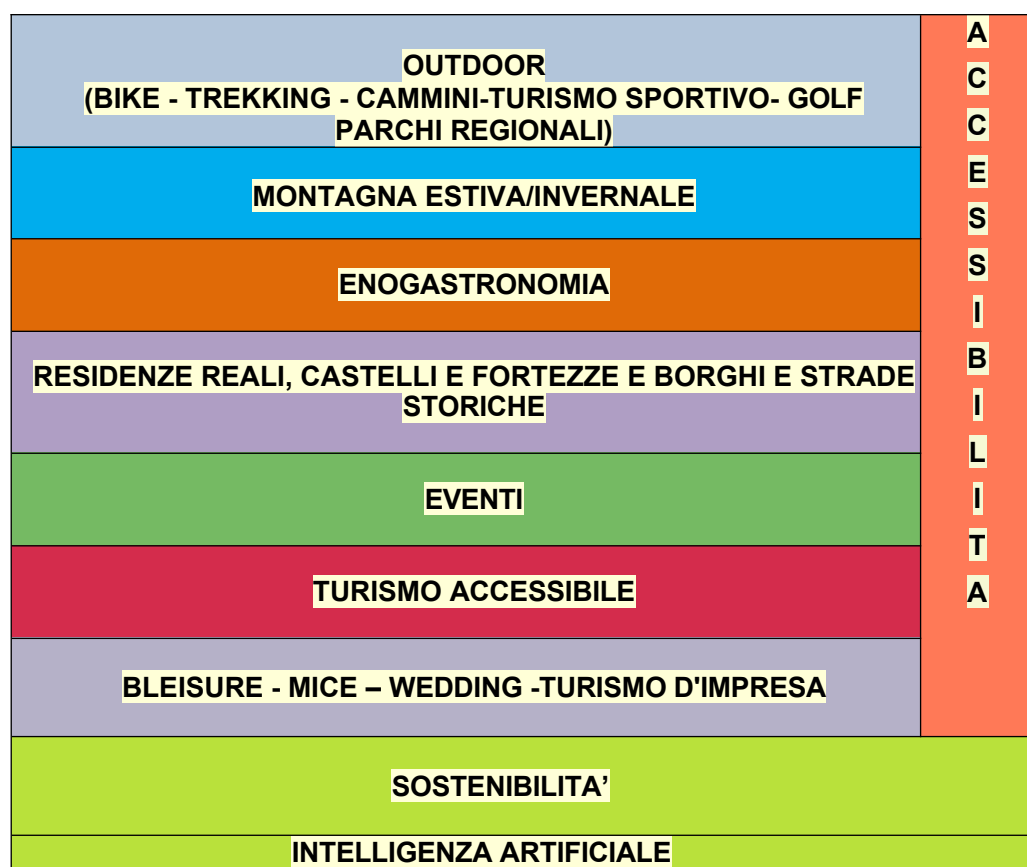 OUTDOOR
(BIKE - TREKKING - CAMMINI-TURISMO SPORTIVO- GOLF
PARCHI REGIONALI)
MONTAGNA ESTIVA/INVERNALE
ENOGASTRONOMIA
RESIDENZE REALI, CASTELLI E FORTEZZE E BORGHI E STRADE
STORICHE
EVENTI
TURISMO ACCESSIBILE
BLEISURE - MICE – WEDDING -TURISMO D'IMPRESA
A
C
C
E
S
S
I
B
I
L
I
T
A
SOSTENIBILITA’
INTELLIGENZA ARTIFICIALE